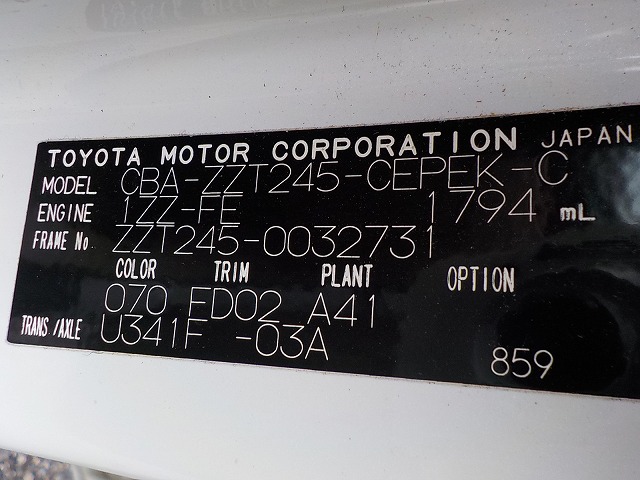 TOYOTA MOTOR CORPORATION JAPAN
MODEL CBA-ZZT245-CEPEK-C
ENGINE 1ZZ-FE 1794 mL
FRAME No ZZT245-0032731
COLOR TRIM PLANT OPTION
070 FD02 A41
TRANS./AXLE U341F -03A
859